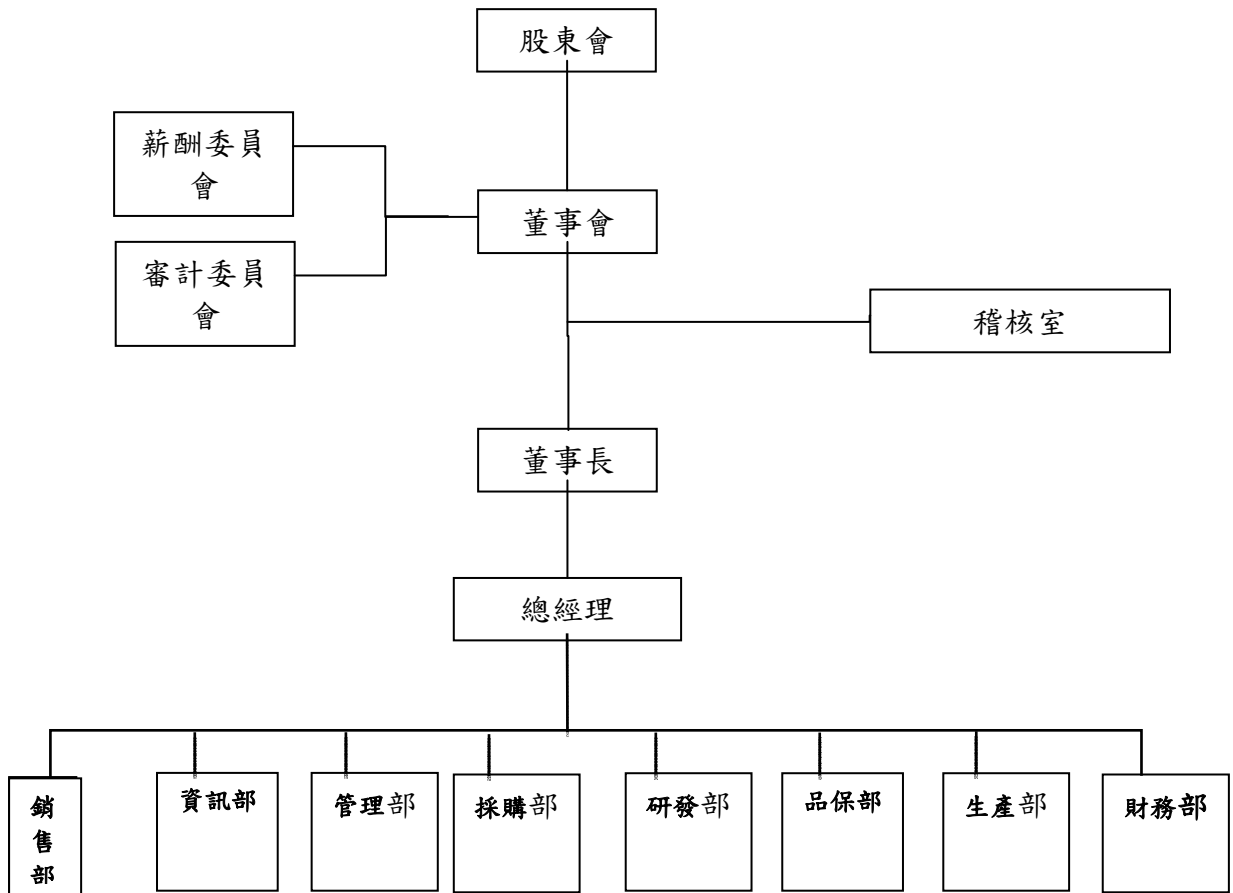 股東會
薪酬委員
會
董事會
審計委員
會
稽核室
董事長
總經理
銷
售
部
資訊部
管理部
採購部
研發部
品保部
生產部
財務部